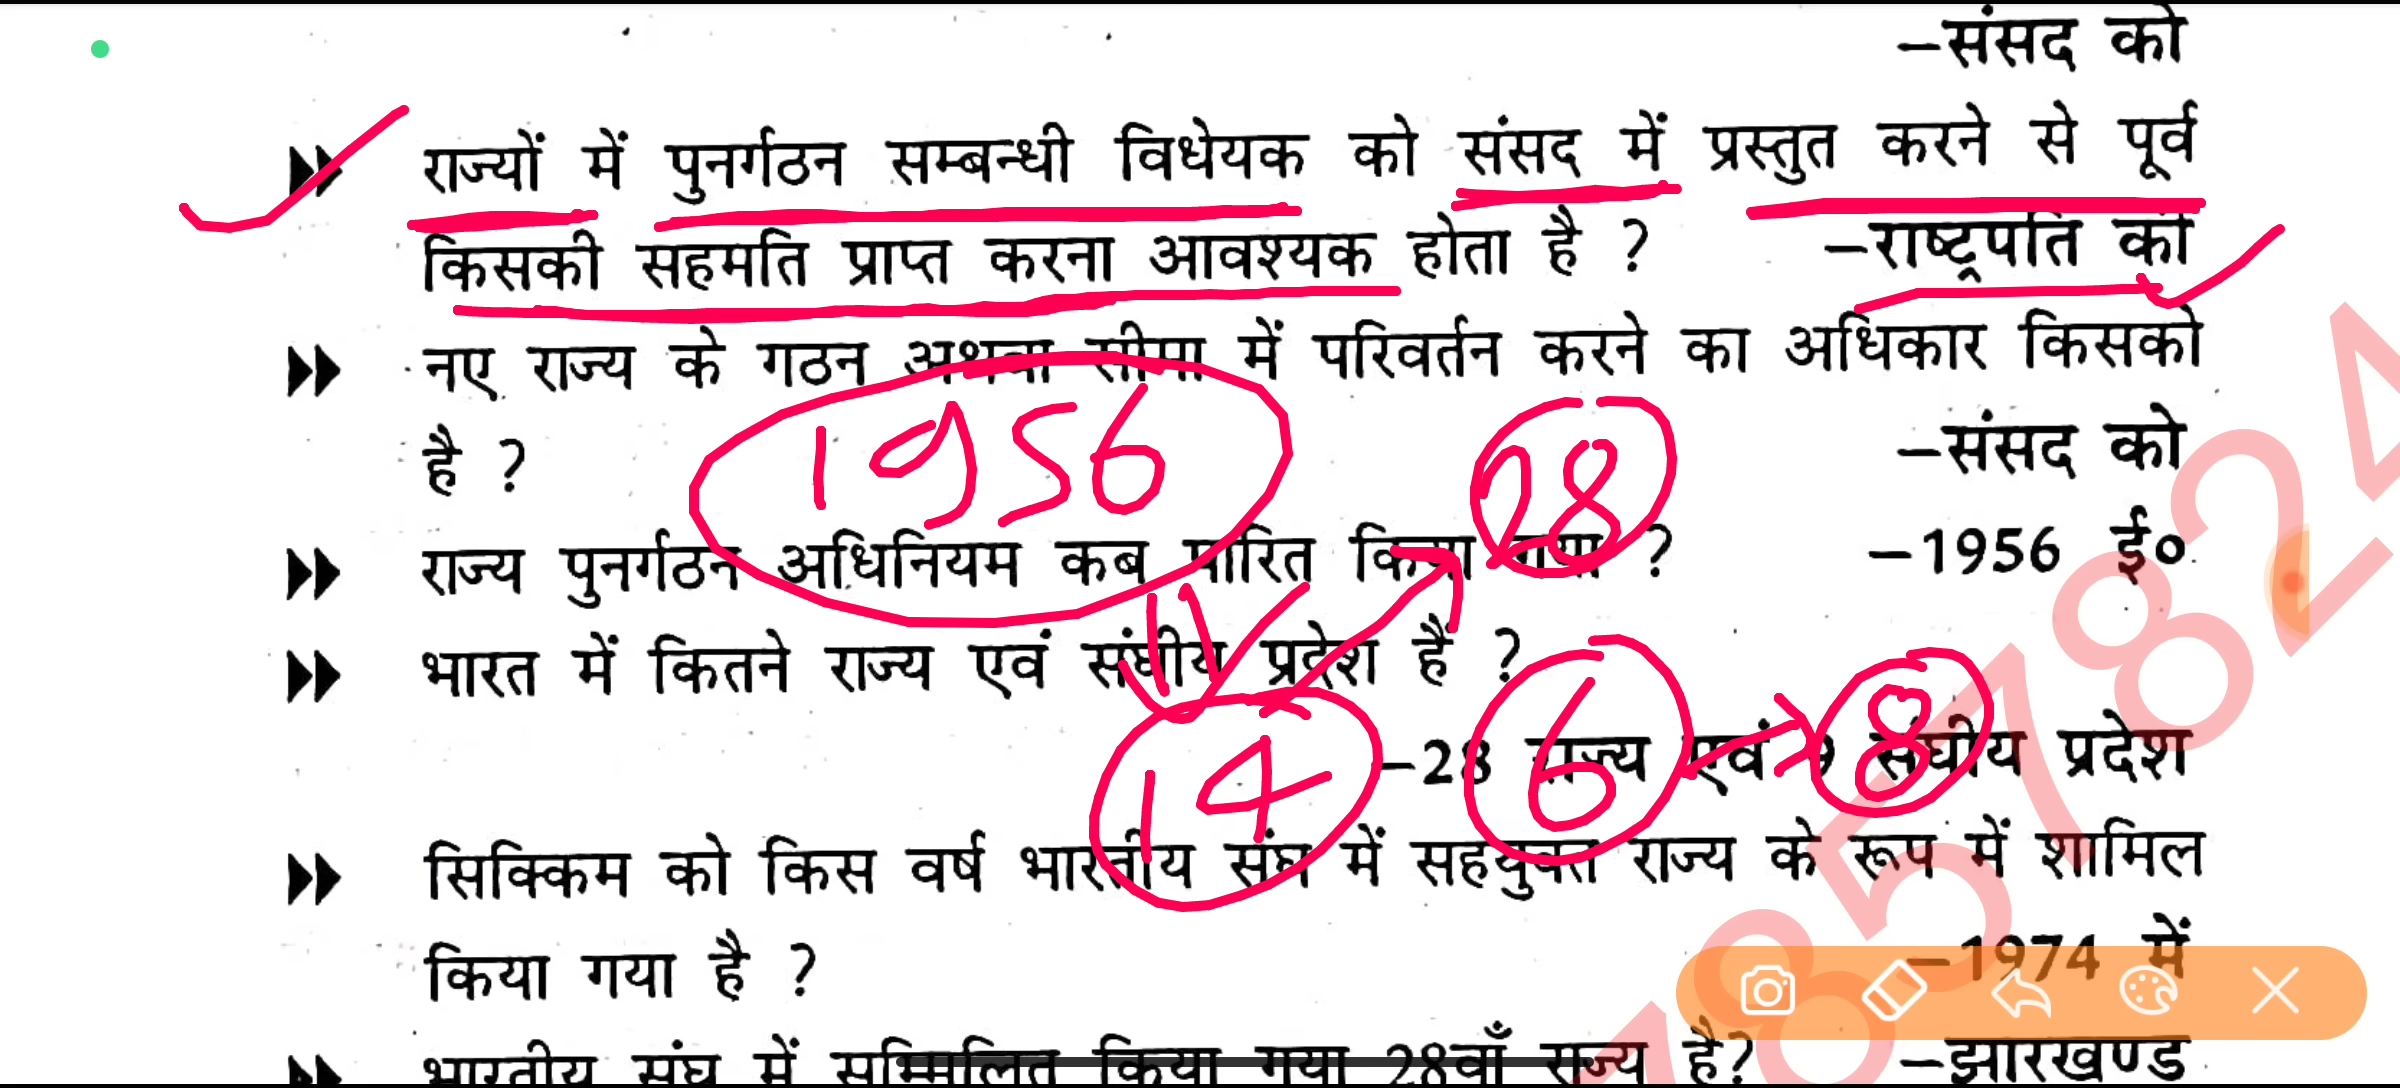 –संसद को
राज्यों में पुनर्गठन सम्बन्धी विधेयक को संसद में प्रस्तुत करने से पूर्व
किसकी सहमति प्राप्त करना आवश्यक होता है ? –राष्ट्रपति की
नए राज्य के गठन अथवा सीमा में परिवर्तन करने का अधिकार किसको
है ? –संसद को
1956 28
राज्य पुनर्गठन अधिनियम कब पारित किया गया ? –1956 ई०
भारत में कितने राज्य एवं संघीय प्रदेश हैं ?
–28 राज्य एवं 9 संघीय प्रदेश
14 6 8
सिक्किम को किस वर्ष भारतीय संघ में सहयुक्त राज्य के रूप में शामिल
किया गया है ? –1974 में
भारतीय संघ में सम्मिलित किया गया 28वाँ राज्य है? –झारखण्ड